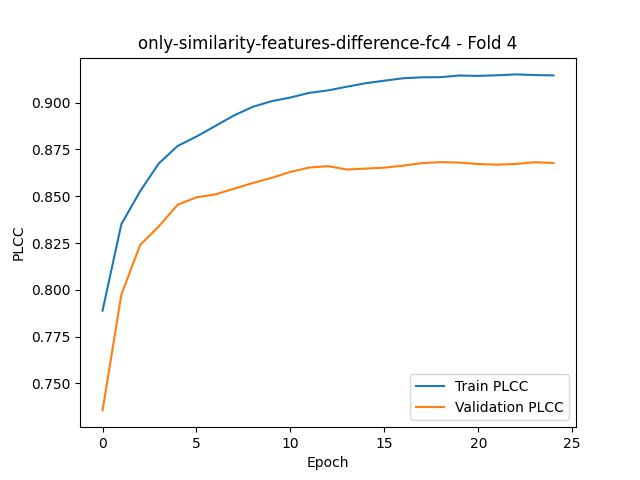 only-similarity-features-difference-fc4 - Fold 4
PLCC
0.900
0.875
0.850
0.825
0.800
0.775
0.750
0
5
10
15
20
25
Epoch
Train PLCC
Validation PLCC